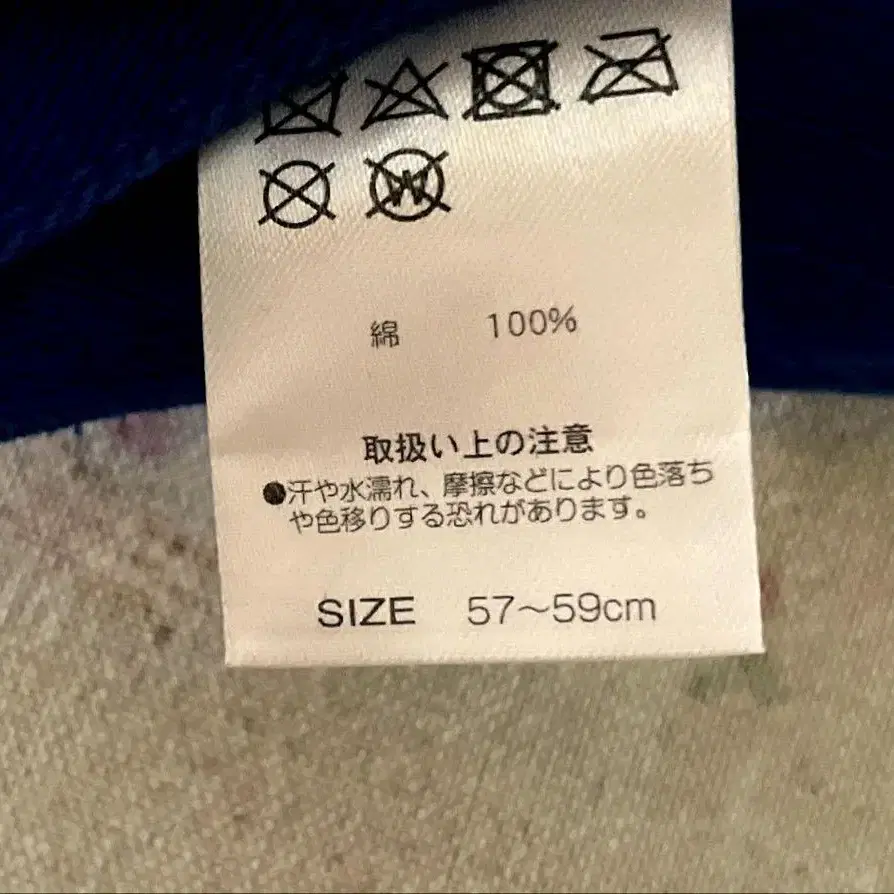 W
綿 100%
取扱い上の注意
●汗や水濡れ、摩擦などにより色落ち
や色移りする恐れがあります。
SIZE 57～59cm